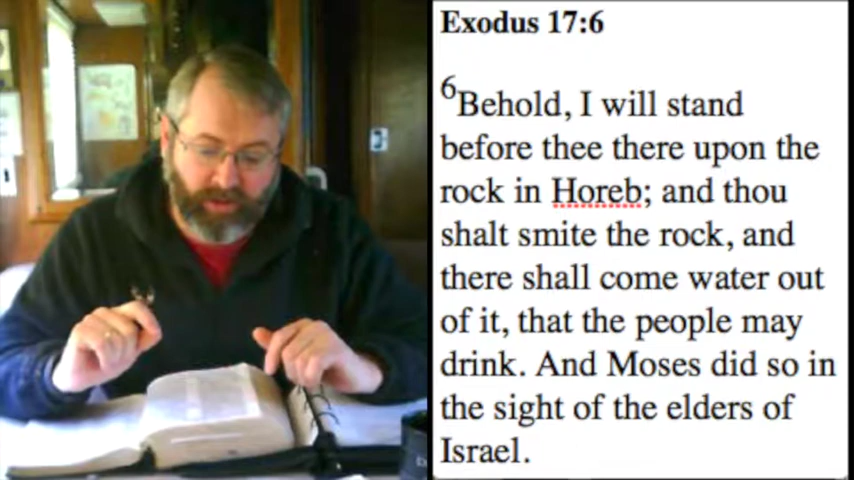 Exodus 17:6
6Behold, I will stand
before thee there upon the
rock in Horeb; and thou
shalt smite the rock, and
there shall come water out
of it, that the people may
drink. And Moses did so in
the sight of the elders of
Israel.